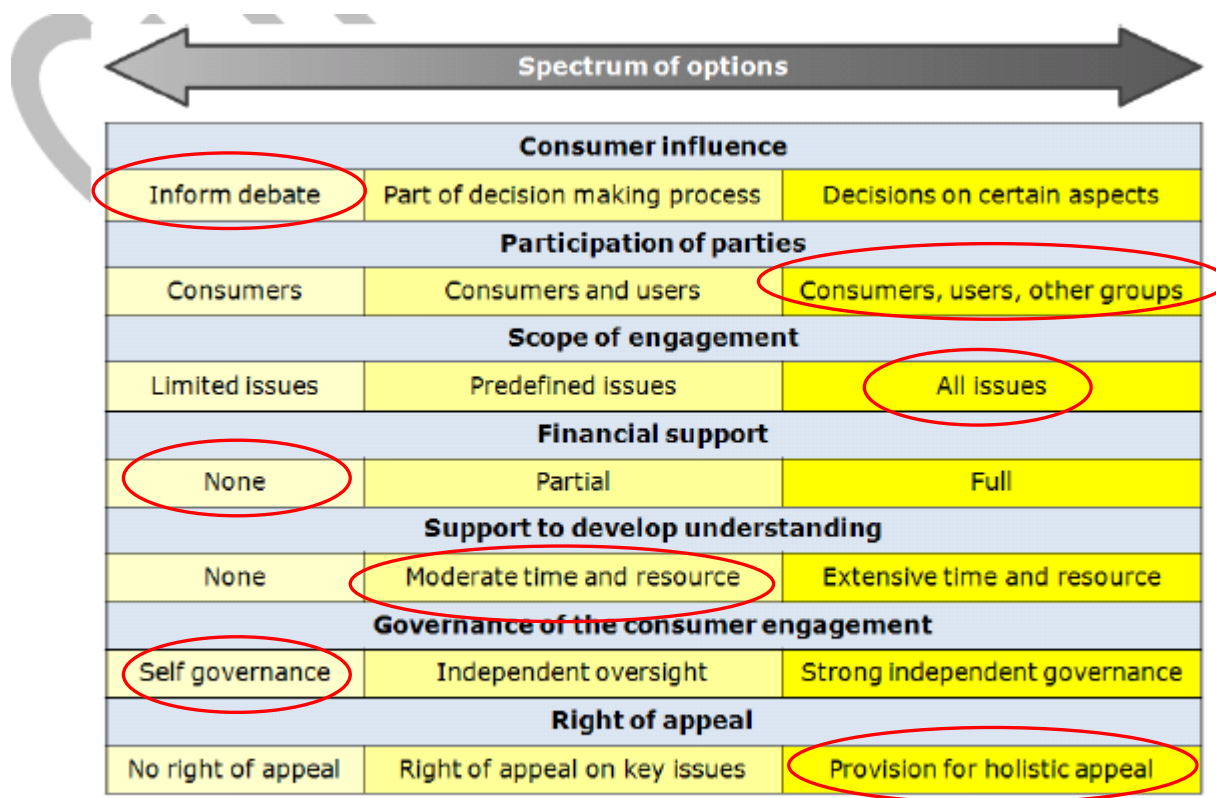 Spectrum of options
Consumer influence
Inform debate Part of decision making process Decisions on certain aspects
Participation of parties
Consumers Consumers and users Consumers, users, other groups
Scope of engagement
Limited issues Predefined issues All issues
Financial support
None Partial Full
Support to develop understanding
None Moderate time and resource Extensive time and resource
Governance of the consumer engagement
Self governance Independent oversight Strong independent governance
Right of appeal
No right of appeal Right of appeal on key issues Provision for holistic appeal